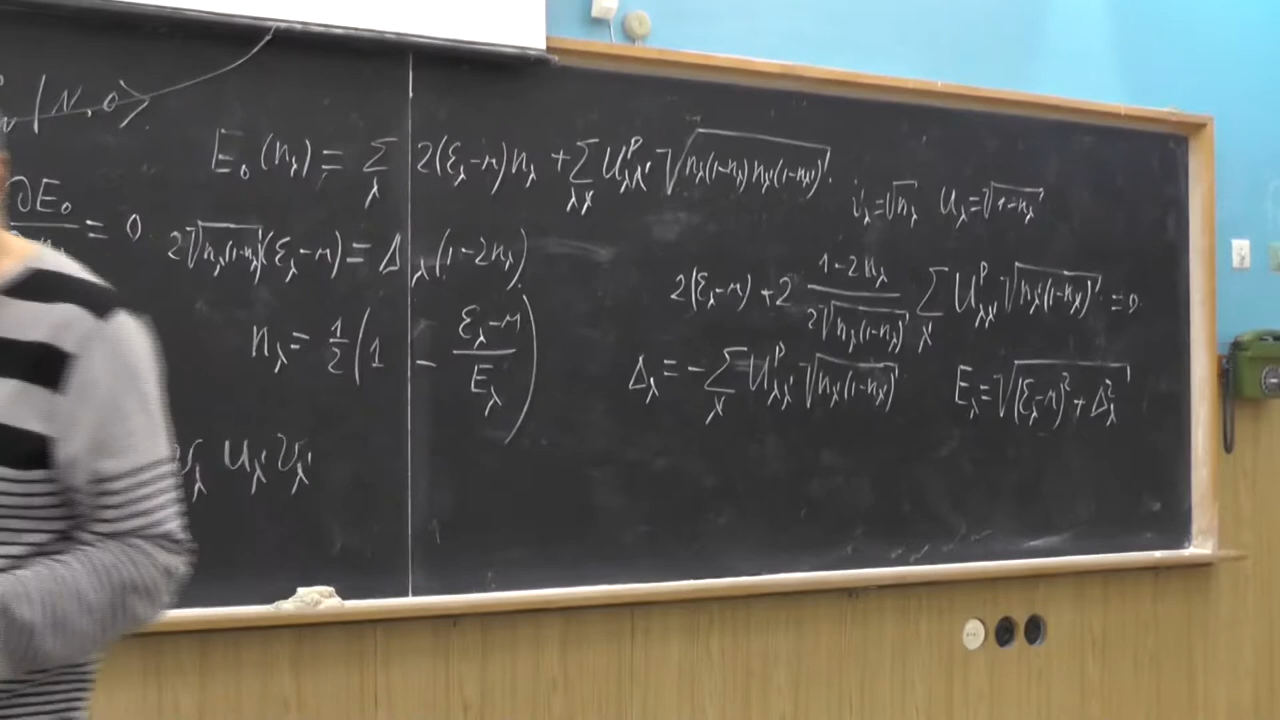 |N,0>
E₀(n_λ) = Σ_λ 2(ε_λ-μ)n_λ + Σ_λλ' U^P_λλ' √(n_λ(1-n_λ)n_λ'(1-n_λ'))
v_λ=√n_λ u_λ=√(1-n_λ)
∂E₀ = 0
2√(n_λ(1-n_λ))(ε_λ-μ) = Δ_λ(1-2n_λ)
2(ε_λ-μ) + 2 (1-2n_λ)/(2√(n_λ(1-n_λ))) Σ_λ' U^P_λλ' √(n_λ'(1-n_λ')) = 0
n_λ = 1/2 (1 - (ε_λ-μ)/E_λ)
Δ_λ = - Σ_λ' U^P_λλ' √(n_λ'(1-n_λ'))
E_λ = √((ε_λ-μ)² + Δ²_λ)
v_λ u_λ' v_λ'